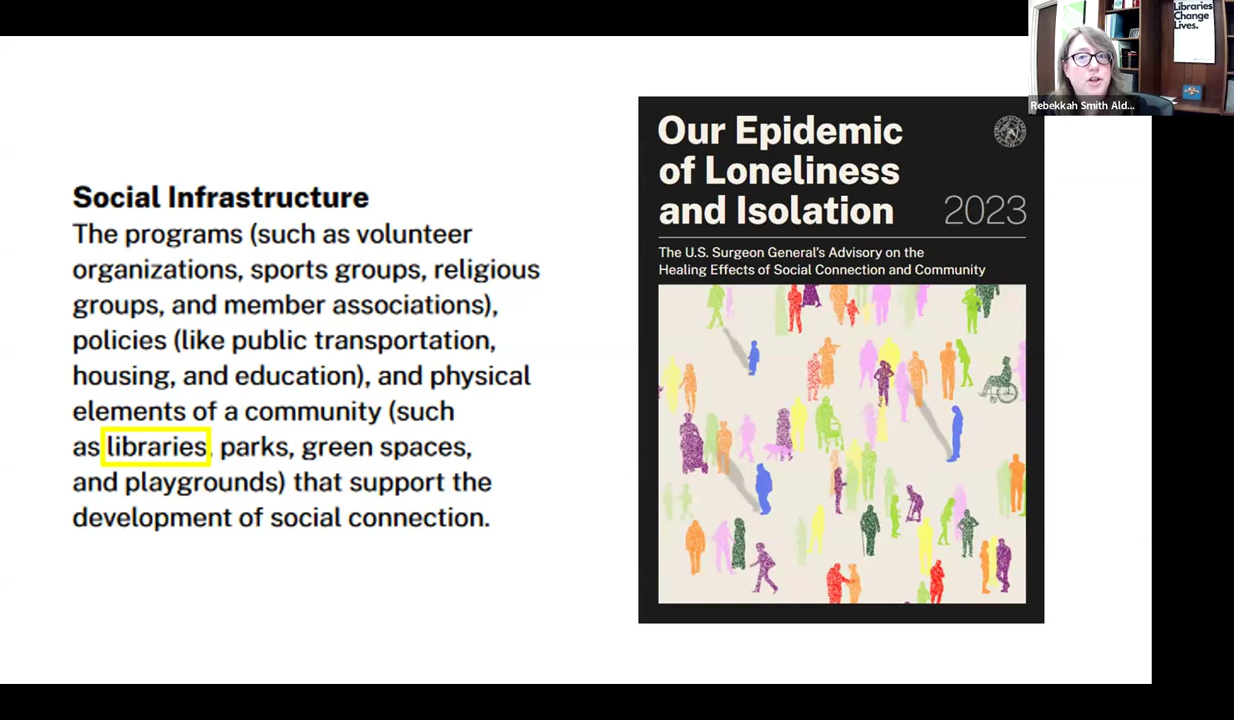 Social Infrastructure
The programs (such as volunteer
organizations, sports groups, religious
groups, and member associations),
policies (like public transportation,
housing, and education), and physical
elements of a community (such
as libraries, parks, green spaces,
and playgrounds) that support the
development of social connection.
Our Epidemic
of Loneliness
and Isolation
2023
The U.S. Surgeon General's Advisory on the
Healing Effects of Social Connection and Community
Libraries
Change
Lives.
Rebekkah Smith Ald...